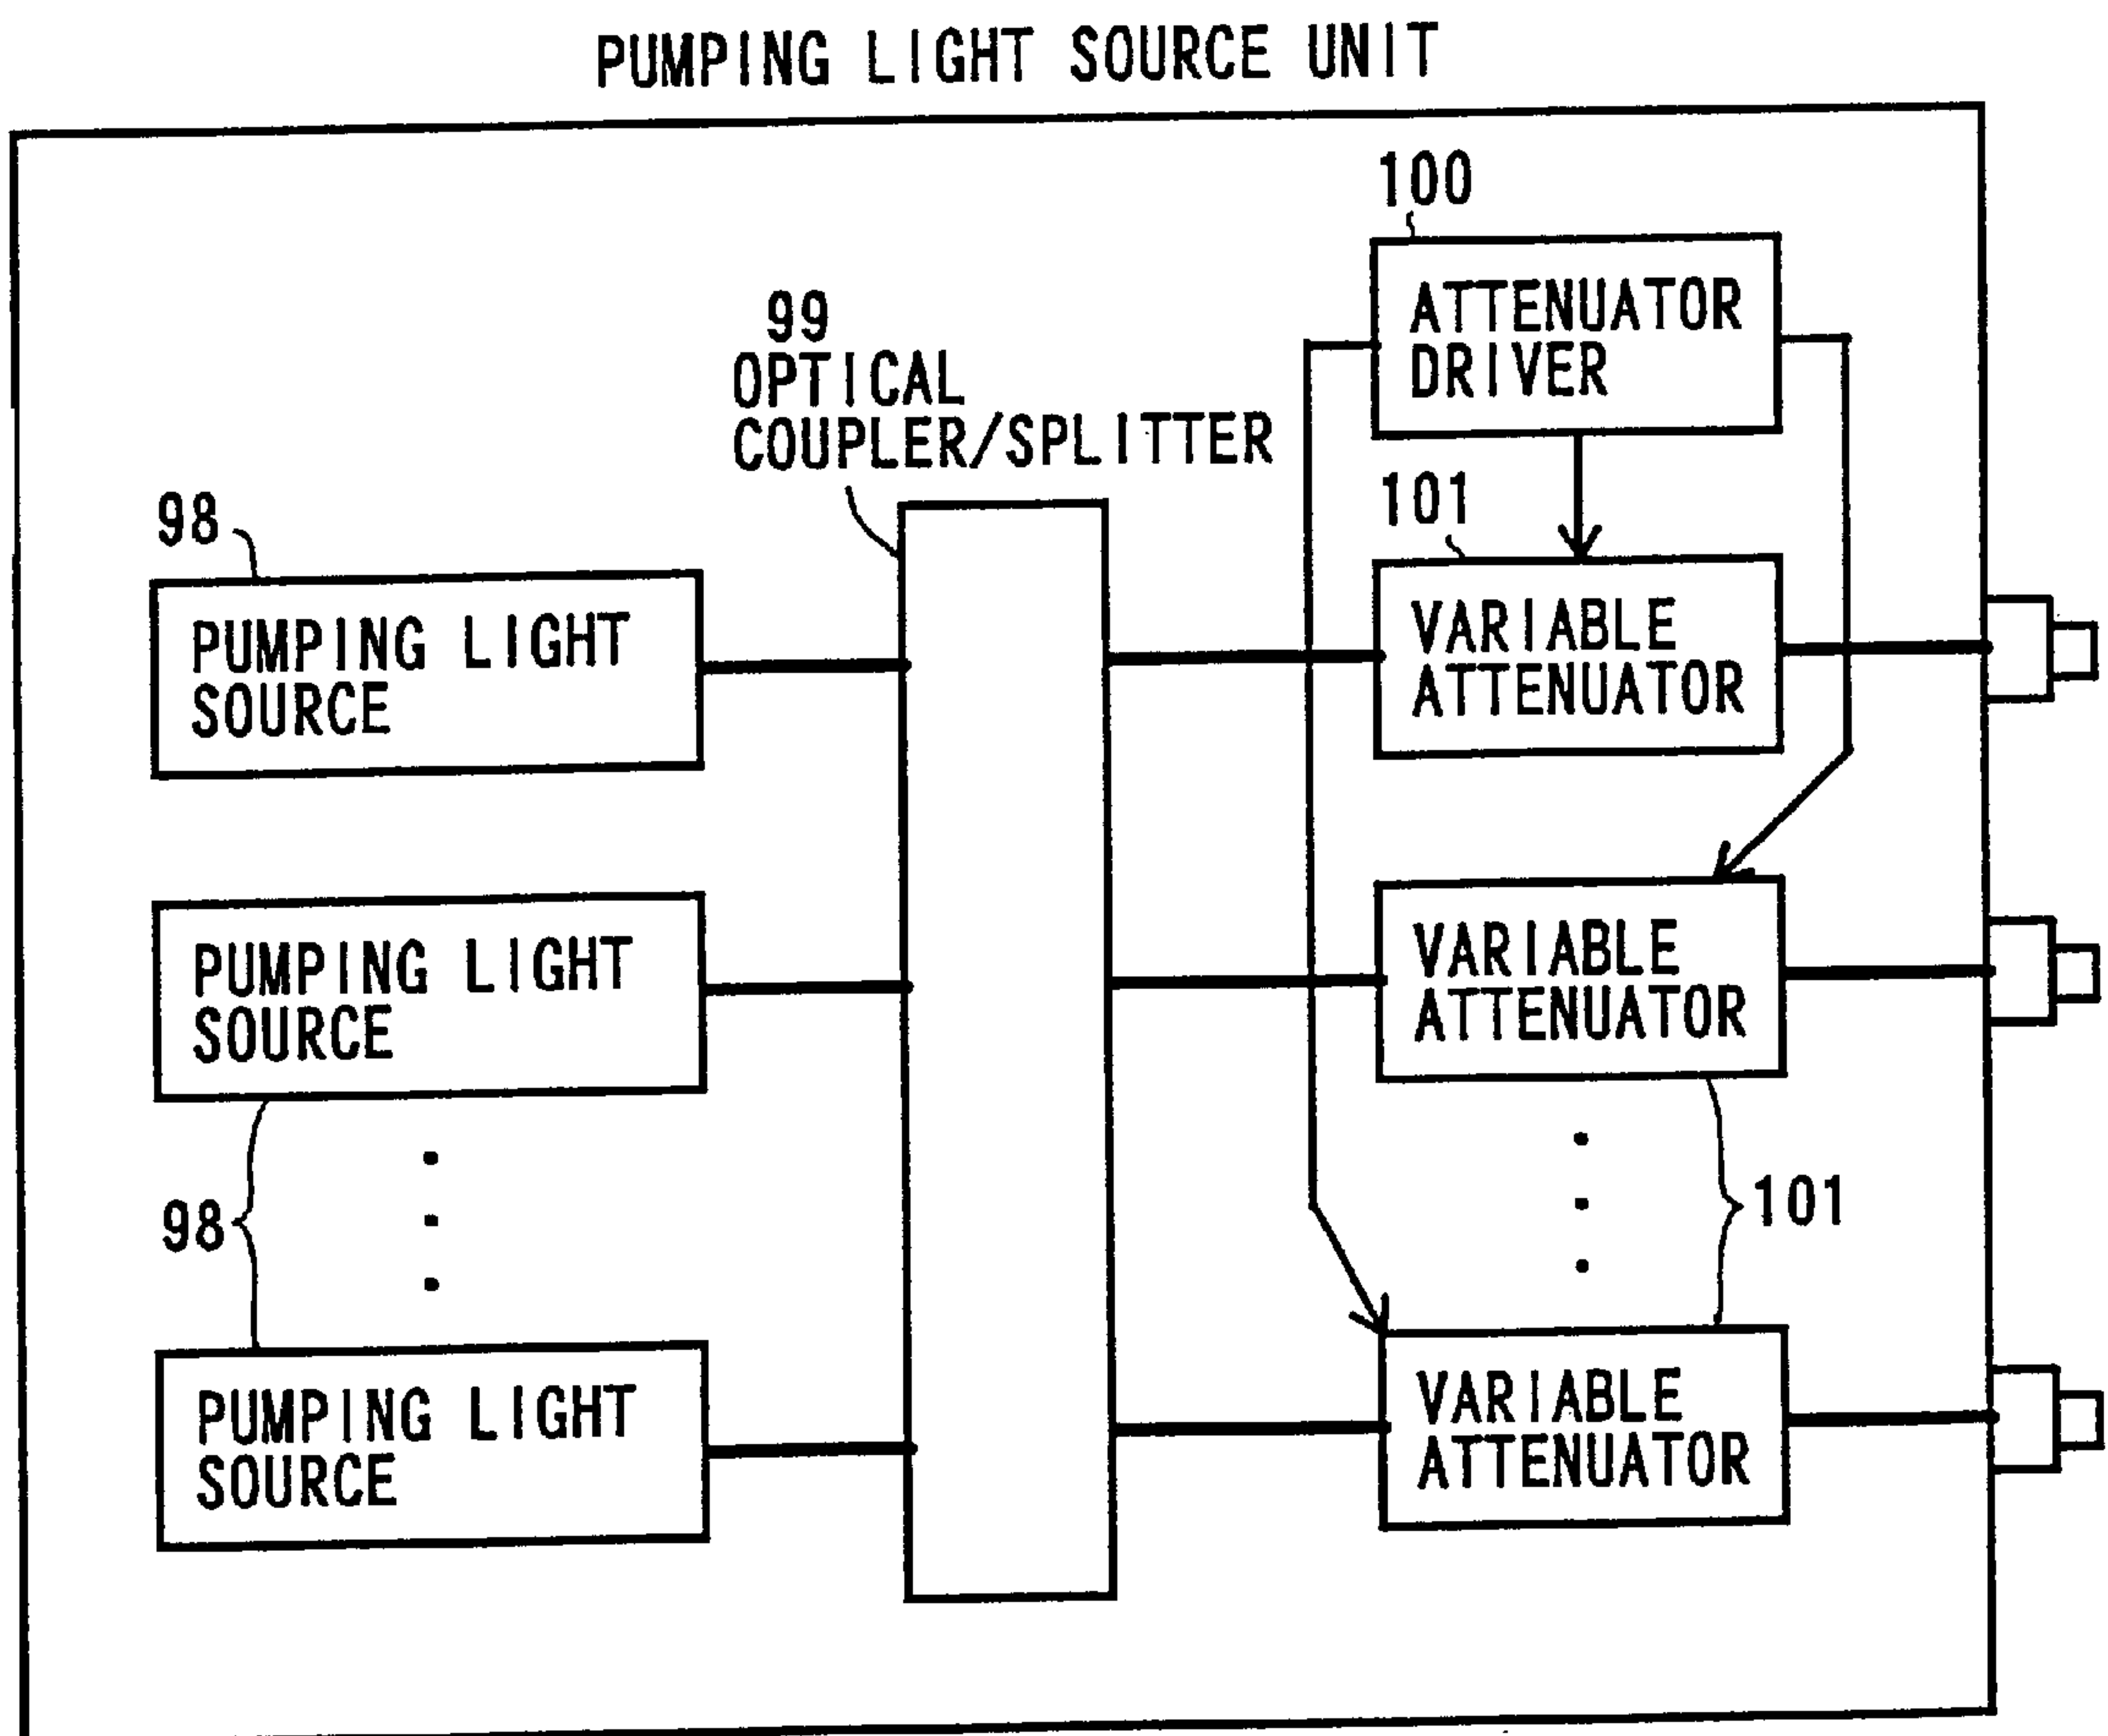 PUMPING LIGHT SOURCE UNIT
100
ATTENUATOR
DRIVER
99
OPTICAL
COUPLER/SPLITTER
101
98
PUMPING LIGHT
SOURCE
VARIABLE
ATTENUATOR
PUMPING LIGHT
SOURCE
VARIABLE
ATTENUATOR
98
101
PUMPING LIGHT
SOURCE
VARIABLE
ATTENUATOR